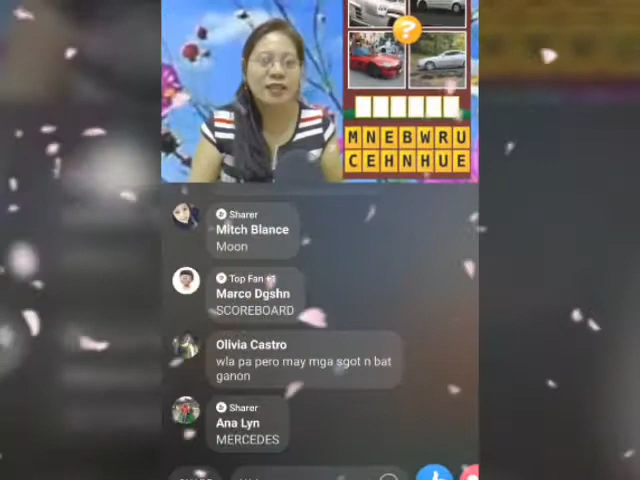 ?
MNEBWRU
CEHNHUE
Sharer
Mitch Blance
Moon
Top Fan +1
Marco Dgshn
SCOREBOARD
Olivia Castro
wla pa pero may mga sgot n bat
ganon
Sharer
Ana Lyn
MERCEDES